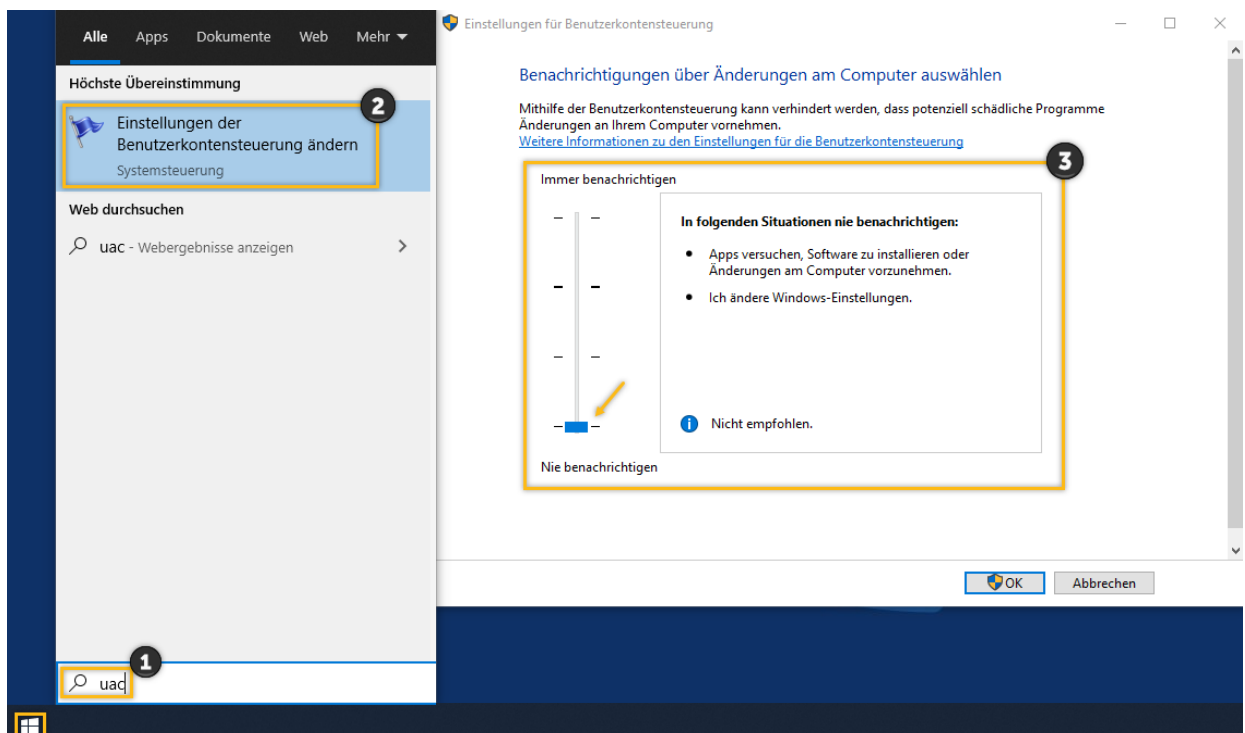 Alle Apps Dokumente Web Mehr
Höchste Übereinstimmung
2
Einstellungen der
Benutzerkontensteuerung ändern
Systemsteuerung
Web durchsuchen
uac - Webergebnisse anzeigen
1
uac
Einstellungen für Benutzerkontensteuerung
Benachrichtigungen über Änderungen am Computer auswählen
Mithilfe der Benutzerkontensteuerung kann verhindert werden, dass potenziell schädliche Programme
Änderungen an Ihrem Computer vornehmen.
Weitere Informationen zu den Einstellungen für die Benutzerkontensteuerung
3
Immer benachrichtigen
In folgenden Situationen nie benachrichtigen:
• Apps versuchen, Software zu installieren oder
Änderungen am Computer vorzunehmen.
• Ich ändere Windows-Einstellungen.
Nicht empfohlen.
Nie benachrichtigen
OK Abbrechen